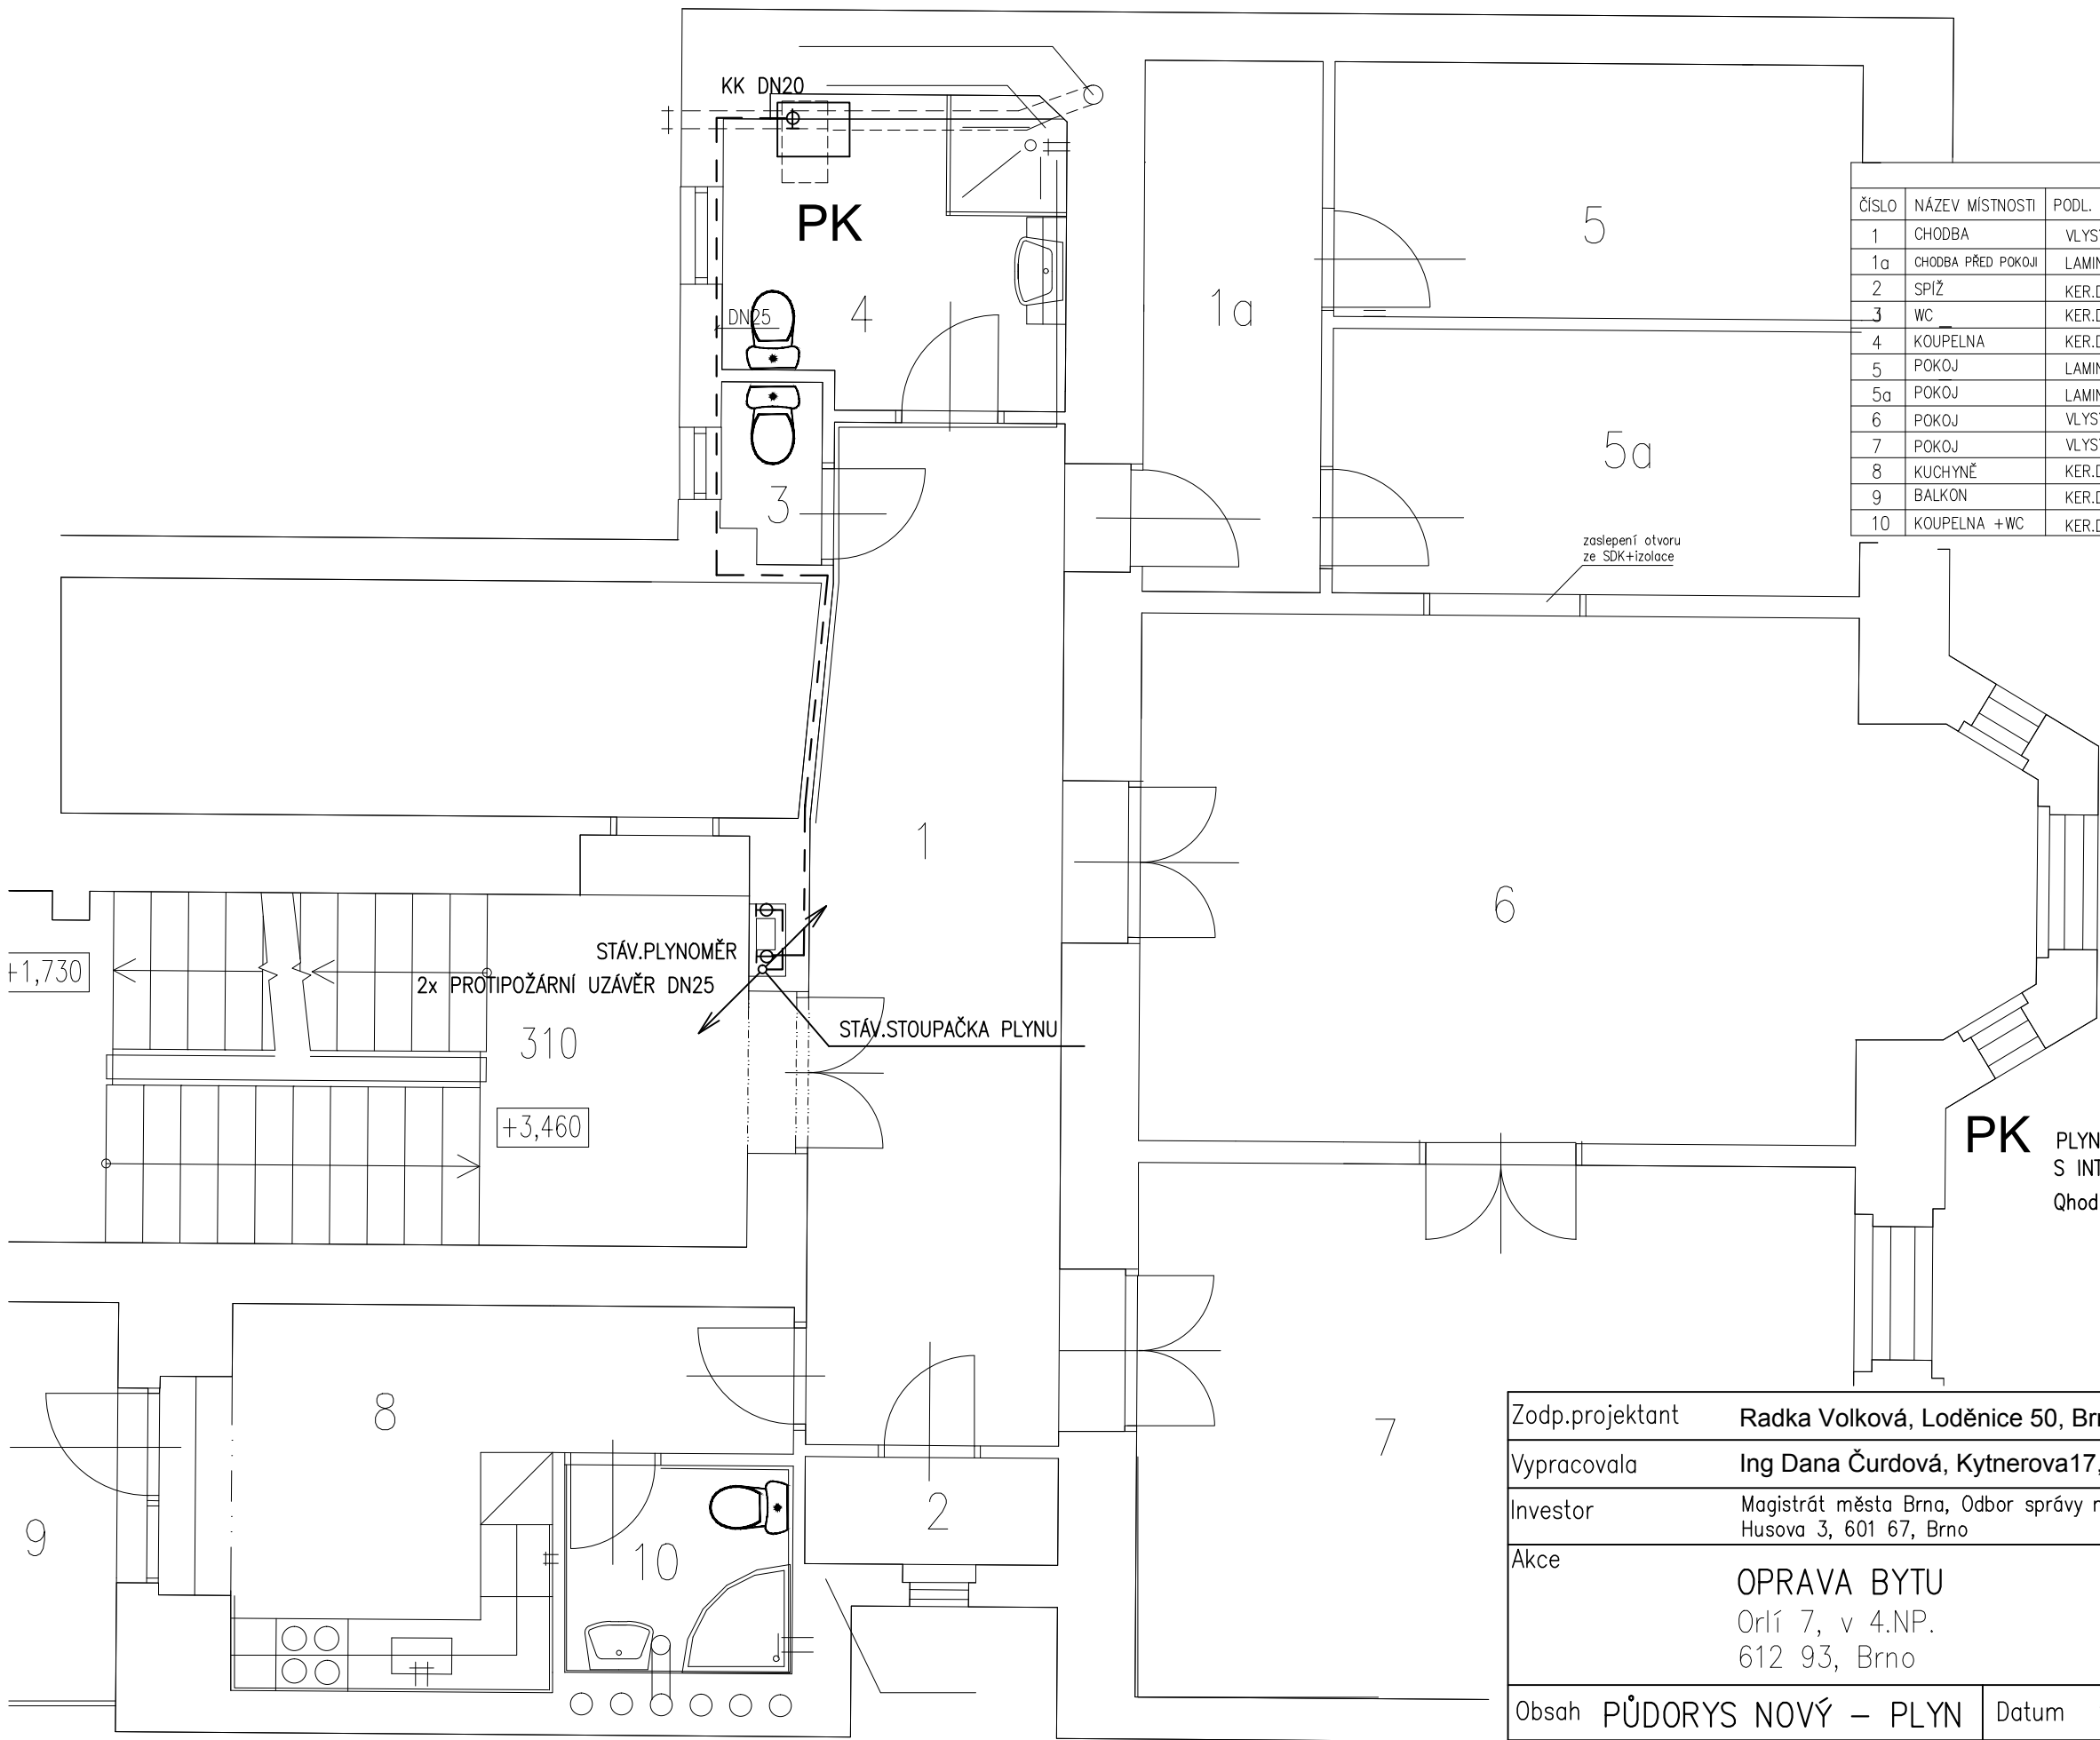 KK DN20
PK
DN25
4
3
1a
5
5a
zaslepení otvoru
ze SDK+izolace
ČÍSLO NÁZEV MÍSTNOSTI PODL.
1 CHODBA
1a CHODBA PŘED POKOJI
2 SPÍŽ
3 WC
4 KOUPELNA
5 POKOJ
5a POKOJ
6 POKOJ
7 POKOJ
8 KUCHYNĚ
9 BALKON
10 KOUPELNA +WC
1
6
STÁV.PLYNOMĚR
2x PROTIPOŽÁRNÍ UZÁVĚR DN25
STÁV.STOUPAČKA PLYNU
+1,730
310
+3,460
PK
S
8
9
10
2
7
Zodp.projektant Radka Volková, Loděnice 50,
Vypracovala Ing Dana Čurdová, Kytnerova17,
Investor Magistrát města Brna, Odbor správy
Husova 3, 601 67, Brno
Akce
OPRAVA BYTU
Orlí 7, v 4.NP.
612 93, Brno
Obsah PŮDORYS NOVÝ – PLYN Datum